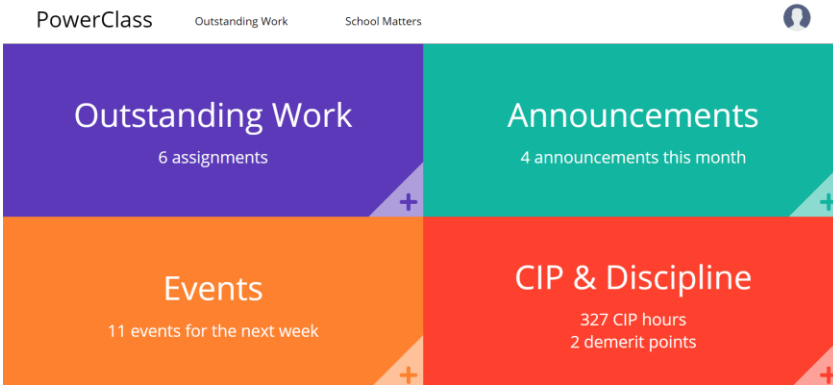 PowerClass Outstanding Work School Matters
Outstanding Work
6 assignments
Announcements
4 announcements this month
Events
11 events for the next week
CIP & Discipline
327 CIP hours
2 demerit points